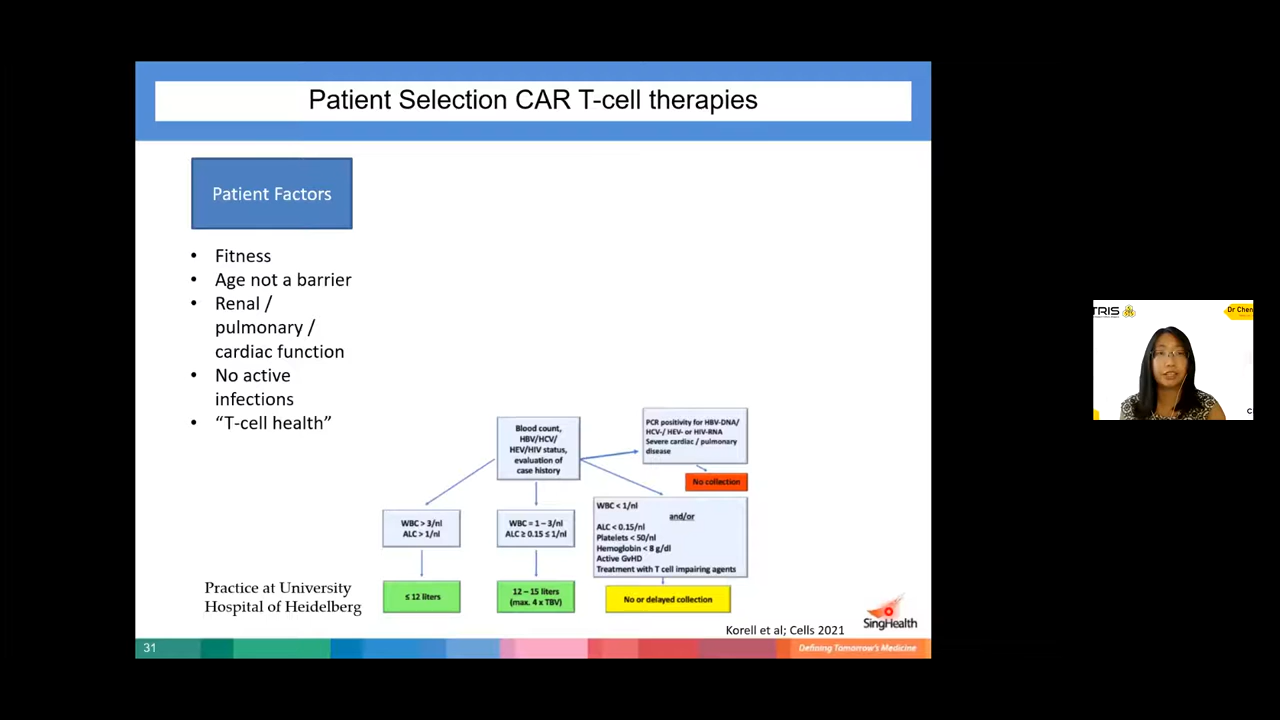 Patient Selection CAR T-cell therapies
Patient Factors
• Fitness
• Age not a barrier
• Renal /
pulmonary /
cardiac function
• No active
infections
• “T-cell health”
Blood count,
HBV/HCV/
HEV/HIV status,
evaluation of
case history
PCR positivity for HBV-DNA/
HCV-/ HEV- or HIV-RNA
Severe cardiac / pulmonary
disease
No collection
WBC > 3/nl
ALC > 1/nl
WBC = 1 – 3/nl
ALC ≥ 0.15 ≤ 1/nl
WBC < 1/nl
and/or
ALC < 0.15/nl
Platelets < 50/nl
Hemoglobin < 8 g/dl
Active GvHD
Treatment with T cell impairing agents
≤ 12 liters
12 – 15 liters
(max. 4 x TBV)
No or delayed collection
Practice at University
Hospital of Heidelberg
Korell et al; Cells 2021
SingHealth
31
Defining Tomorrow's Medicine
TRIS
Dr Chen
C